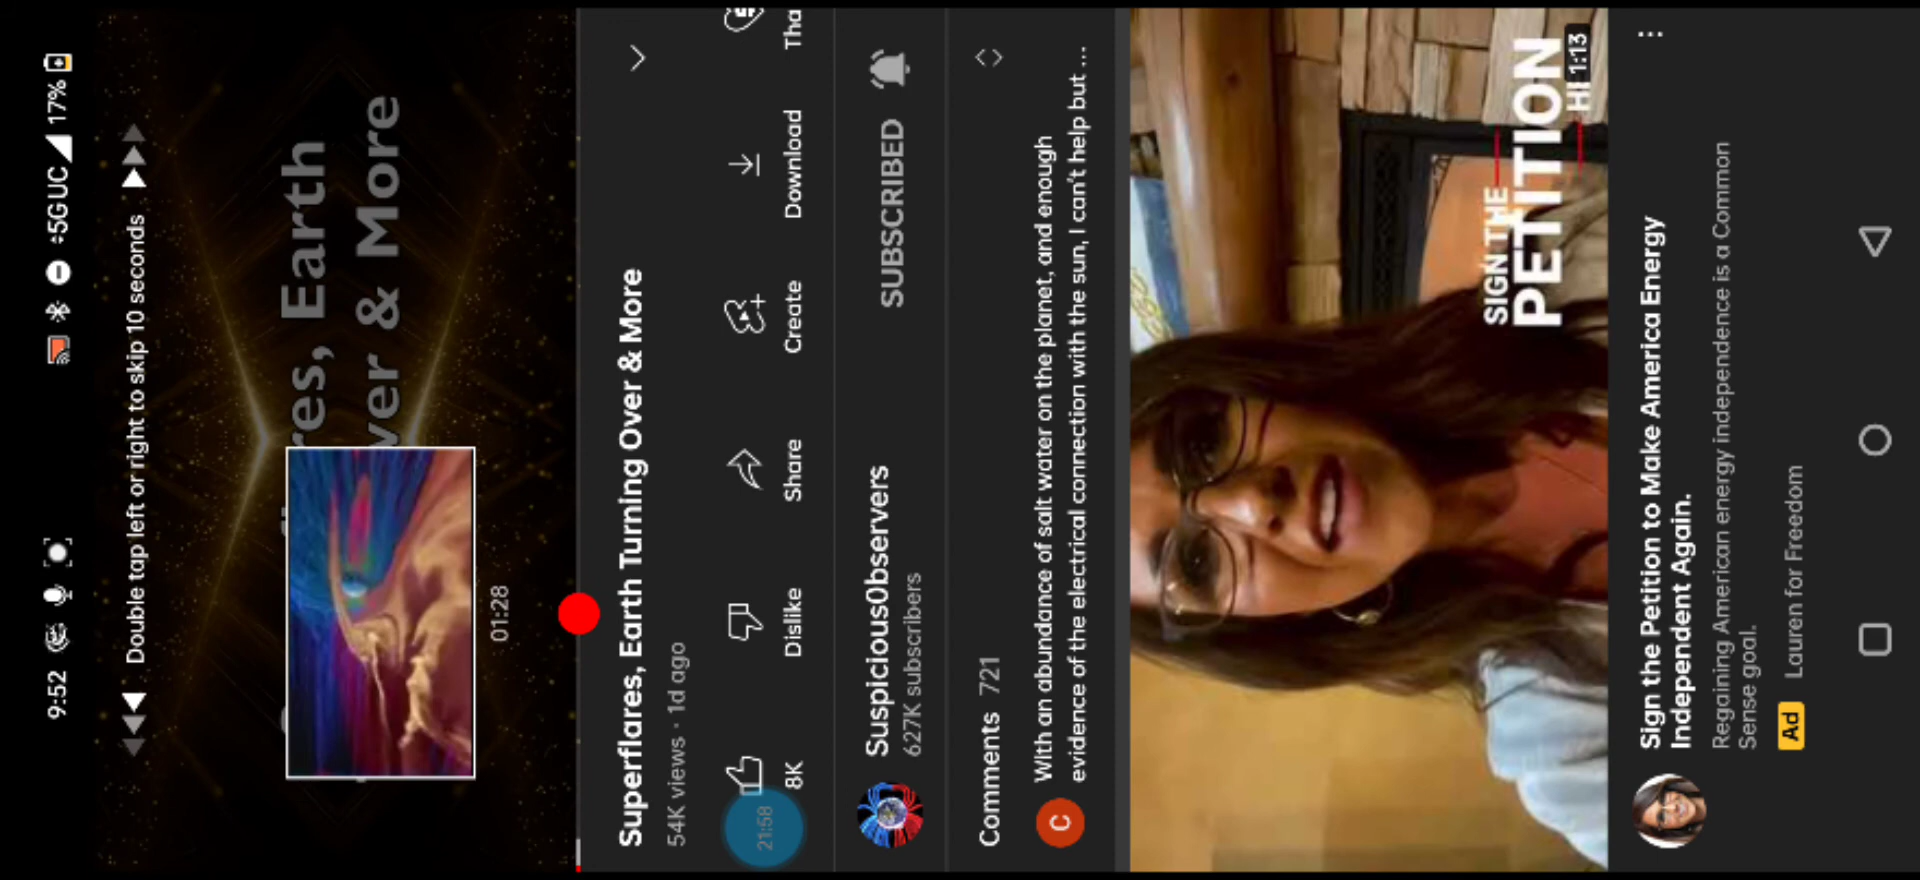 9:52
5GUC
17%
Double tap left or right to skip 10 seconds
res, Earth
ver & More
01:28
Superflares, Earth Turning Over & More
54K views · 1d ago
8K
Dislike
Share
Create
Download
Tha
21:58
Suspicious0bservers
627K subscribers
SUBSCRIBED
Comments 721
C
With an abundance of salt water on the planet, and enough
evidence of the electrical connection with the sun, I can't help but ...
SIGN THE
PETITION
HI
1:13
Sign the Petition to Make America Energy
Independent Again.
Regaining American energy independence is a Common
Sense goal.
Ad
Lauren for Freedom